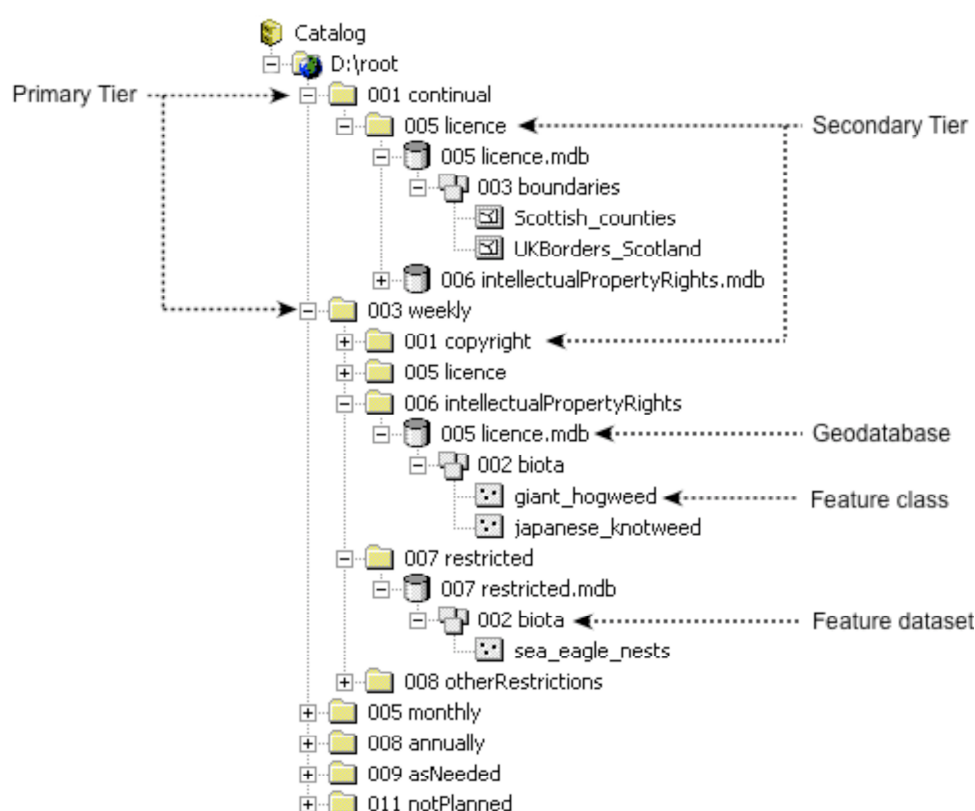 Catalog
D:\root
Primary Tier
001 continual
005 licence
Secondary Tier
005 licence.mdb
003 boundaries
Scottish_counties
UKBorders_Scotland
006 intellectualPropertyRights.mdb
003 weekly
001 copyright
005 licence
006 intellectualPropertyRights
005 licence.mdb
Geodatabase
002 biota
giant_hogweed
Feature class
japanese_knotweed
007 restricted
007 restricted.mdb
002 biota
Feature dataset
sea_eagle_nests
008 otherRestrictions
005 monthly
008 annually
009 asNeeded
011 notPlanned